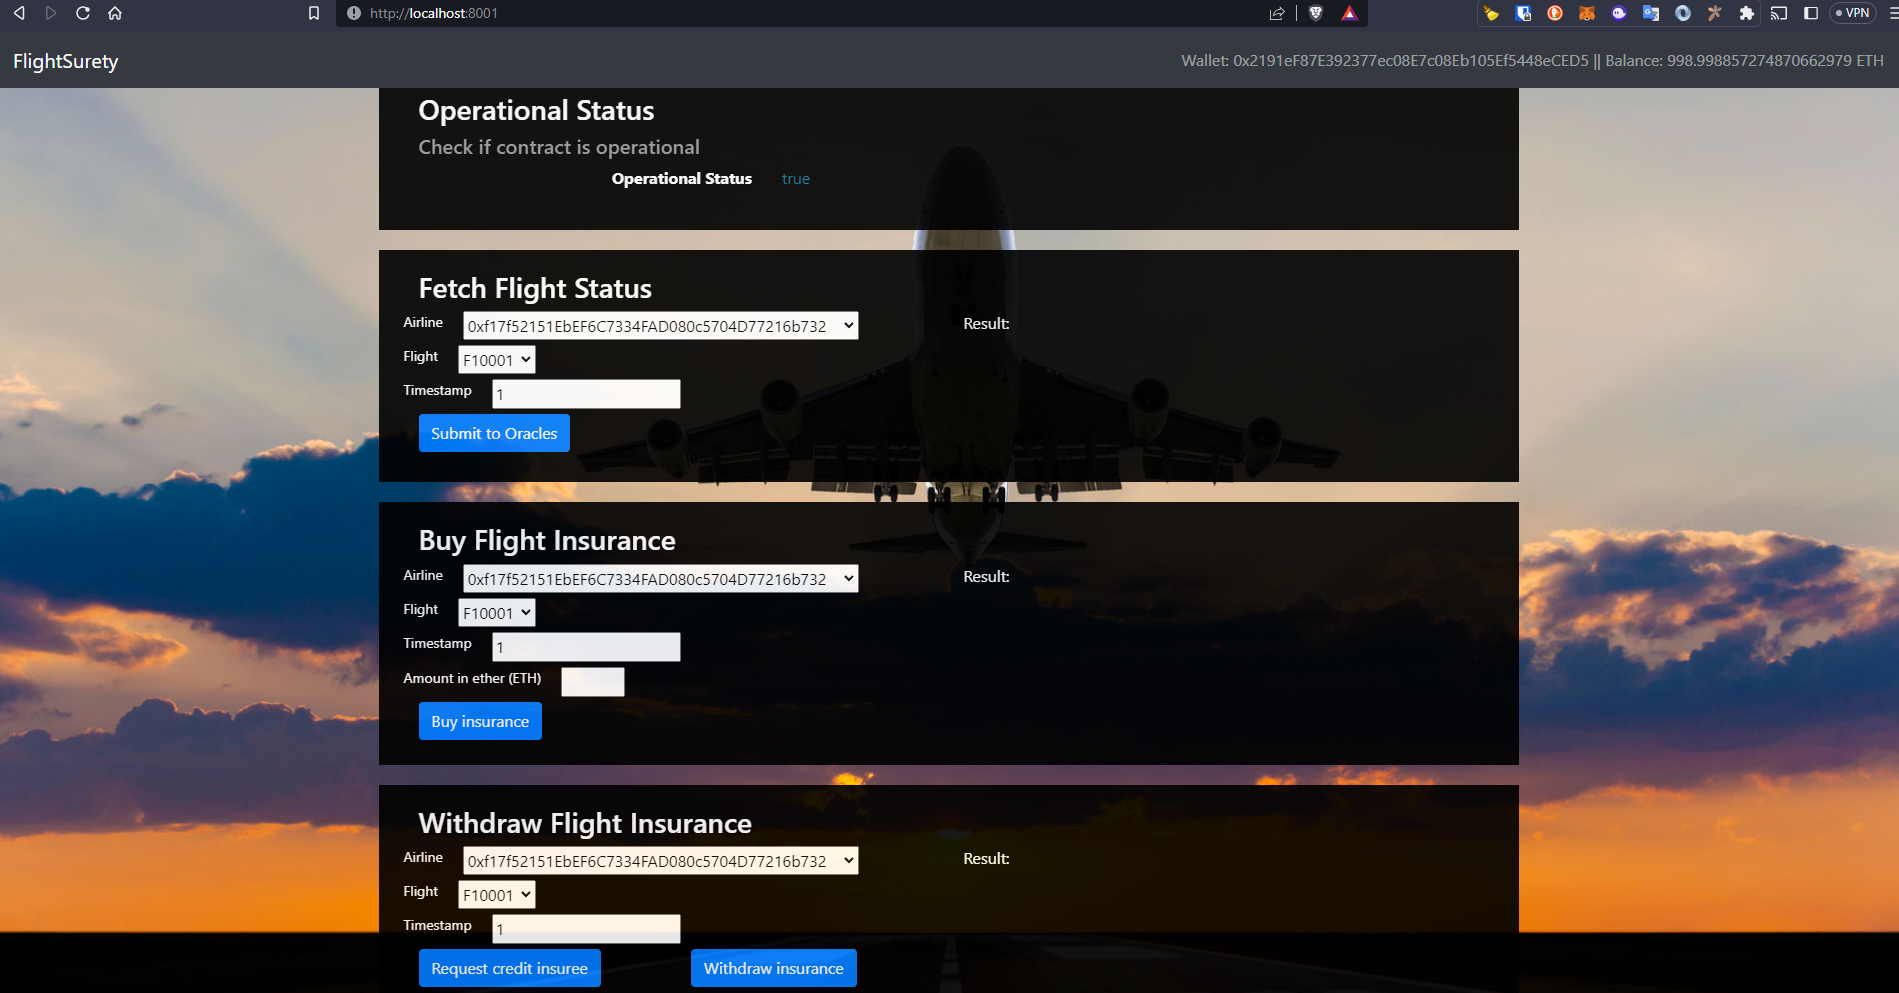 http://localhost:8001
VPN
FlightSurety
Wallet: 0x2191eF87E392377ec08E7c08Eb105Ef5448eCED5 || Balance: 998.998857274870662979 ETH
Operational Status
Check if contract is operational
Operational Status true
Fetch Flight Status
Airline 0xf17f52151EbEF6C7334FAD080c5704D77216b732 Result:
Flight F10001
Timestamp 1
Submit to Oracles
Buy Flight Insurance
Airline 0xf17f52151EbEF6C7334FAD080c5704D77216b732 Result:
Flight F10001
Timestamp 1
Amount in ether (ETH)
Buy insurance
Withdraw Flight Insurance
Airline 0xf17f52151EbEF6C7334FAD080c5704D77216b732 Result:
Flight F10001
Timestamp 1
Request credit insuree Withdraw insurance